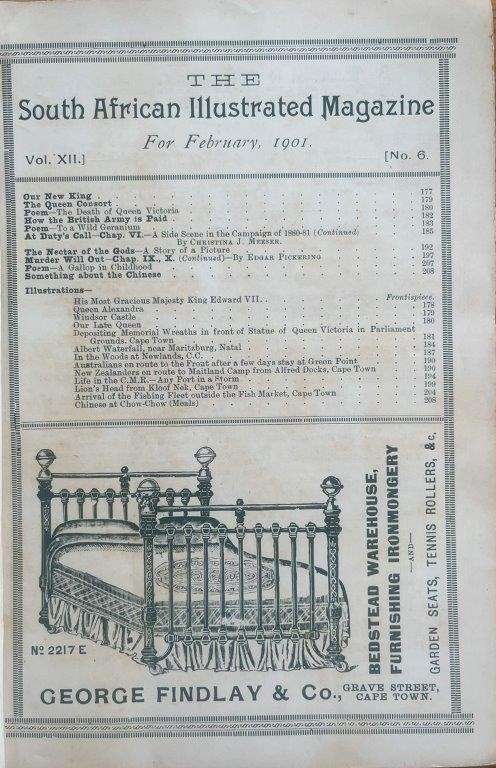 THE
South African Illustrated Magazine
For February, 1901.
Vol. XII.] [No. 6.
Our New King . . . 177
The Queen Consort . . . 179
Poem—The Death of Queen Victoria . . . 180
How the British Army is Paid . . . 182
Poem—To a Wild Geranium . . . 183
At Duty's Call—Chap. VI.—A Side Scene in the Campaign of 1880-81 (Continued) . . . 185
By Christina J. Meeser.
The Nectar of the Gods—A Story of a Picture . . . 192
Murder Will Out—Chap. IX., X. (Continued)—By Edgar Pickering . . . 197
Poem—A Gallop in Childhood . . . 207
Something about the Chinese . . . 208
Illustrations—
His Most Gracious Majesty King Edward VII. . . . Frontispiece.
Queen Alexandra . . . 178
Windsor Castle . . . 179
Our Late Queen . . . 180
Depositing Memorial Wreaths in front of Statue of Queen Victoria in Parliament
Grounds, Cape Town . . . 181
Albert Waterfall, near Maritzburg, Natal . . . 184
In the Woods at Newlands, C.C. . . . 187
Australians on route to the Front after a few days stay at Green Point . . . 190
New Zealanders on route to Maitland Camp from Alfred Docks, Cape Town . . . 190
Life in the C.M.R.—Any Port in a Storm . . . 194
Lion's Head from Kloof Nek, Cape Town . . . 199
Arrival of the Fishing Fleet outside the Fish Market, Cape Town . . . 204
Chinese at Chow-Chow (Meals) . . . 208
BEDSTEAD WAREHOUSE,
FURNISHING IRONMONGERY
—AND—
GARDEN SEATS, TENNIS ROLLERS, &c.
No 2217 E
GEORGE FINDLAY & Co., GRAVE STREET,
CAPE TOWN.